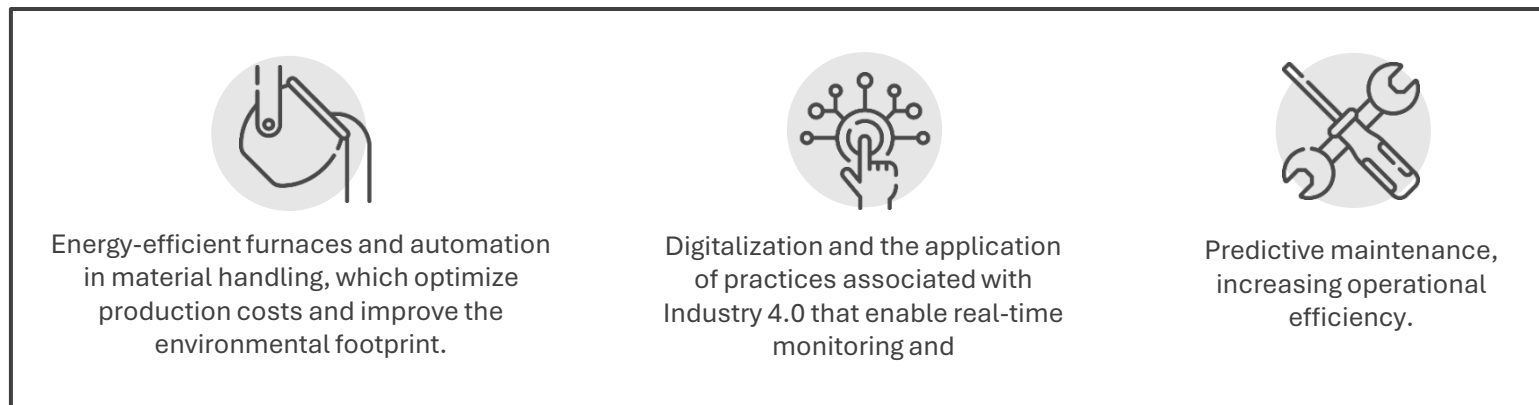 Energy-efficient furnaces and automation
in material handling, which optimize
production costs and improve the
environmental footprint.
Digitalization and the application
of practices associated with
Industry 4.0 that enable real-time
monitoring and
Predictive maintenance,
increasing operational
efficiency.